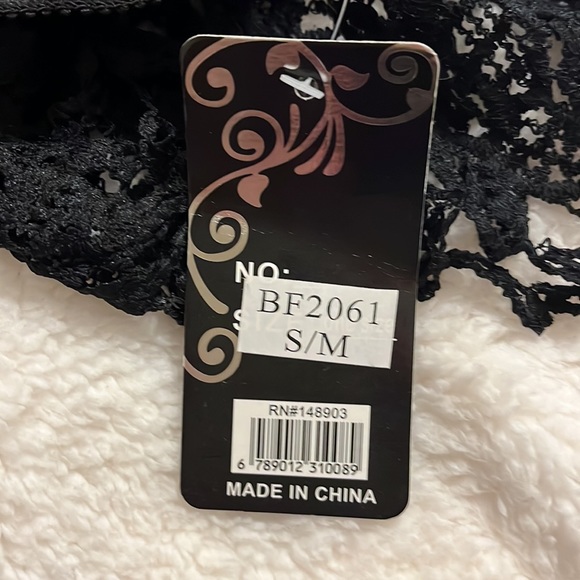 NO:
BF2061
S/M
RN#148903
6 789012 310089
MADE IN CHINA